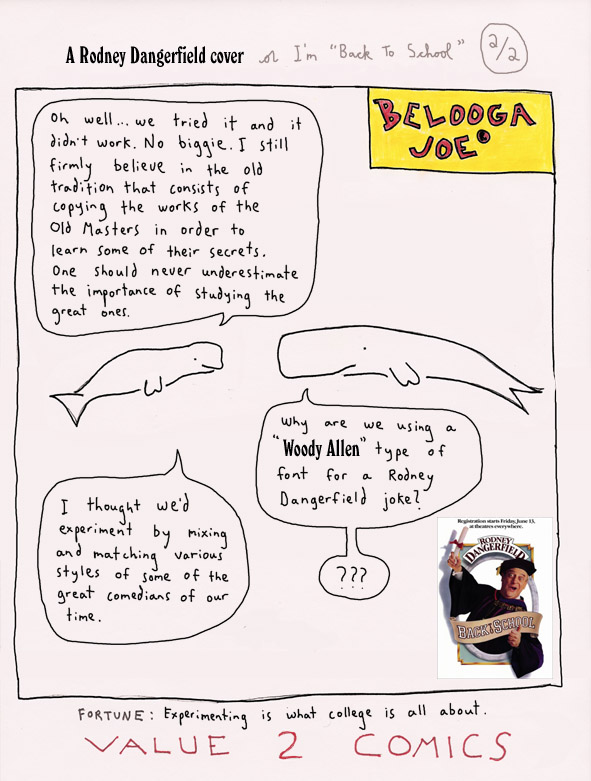 A Rodney Dangerfield cover or I'm "Back To School" 2/2
BELOOGA
JOE
Oh well... we tried it and it
didn't work. No biggie. I still
firmly believe in the old
tradition that consists of
copying the works of the
Old Masters in order to
learn some of their secrets.
One should never underestimate
the importance of studying the
great ones.
Why are we using a
"Woody Allen" type of
font for a Rodney
Dangerfield joke?
???
I thought we'd
experiment by mixing
and matching various
styles of some of the
great comedians of our
time.
Registration starts Friday, June 13,
at theatres everywhere.
RODNEY
DANGERFIELD
BACK TO SCHOOL
FORTUNE: Experimenting is what college is all about.
VALUE 2 COMICS